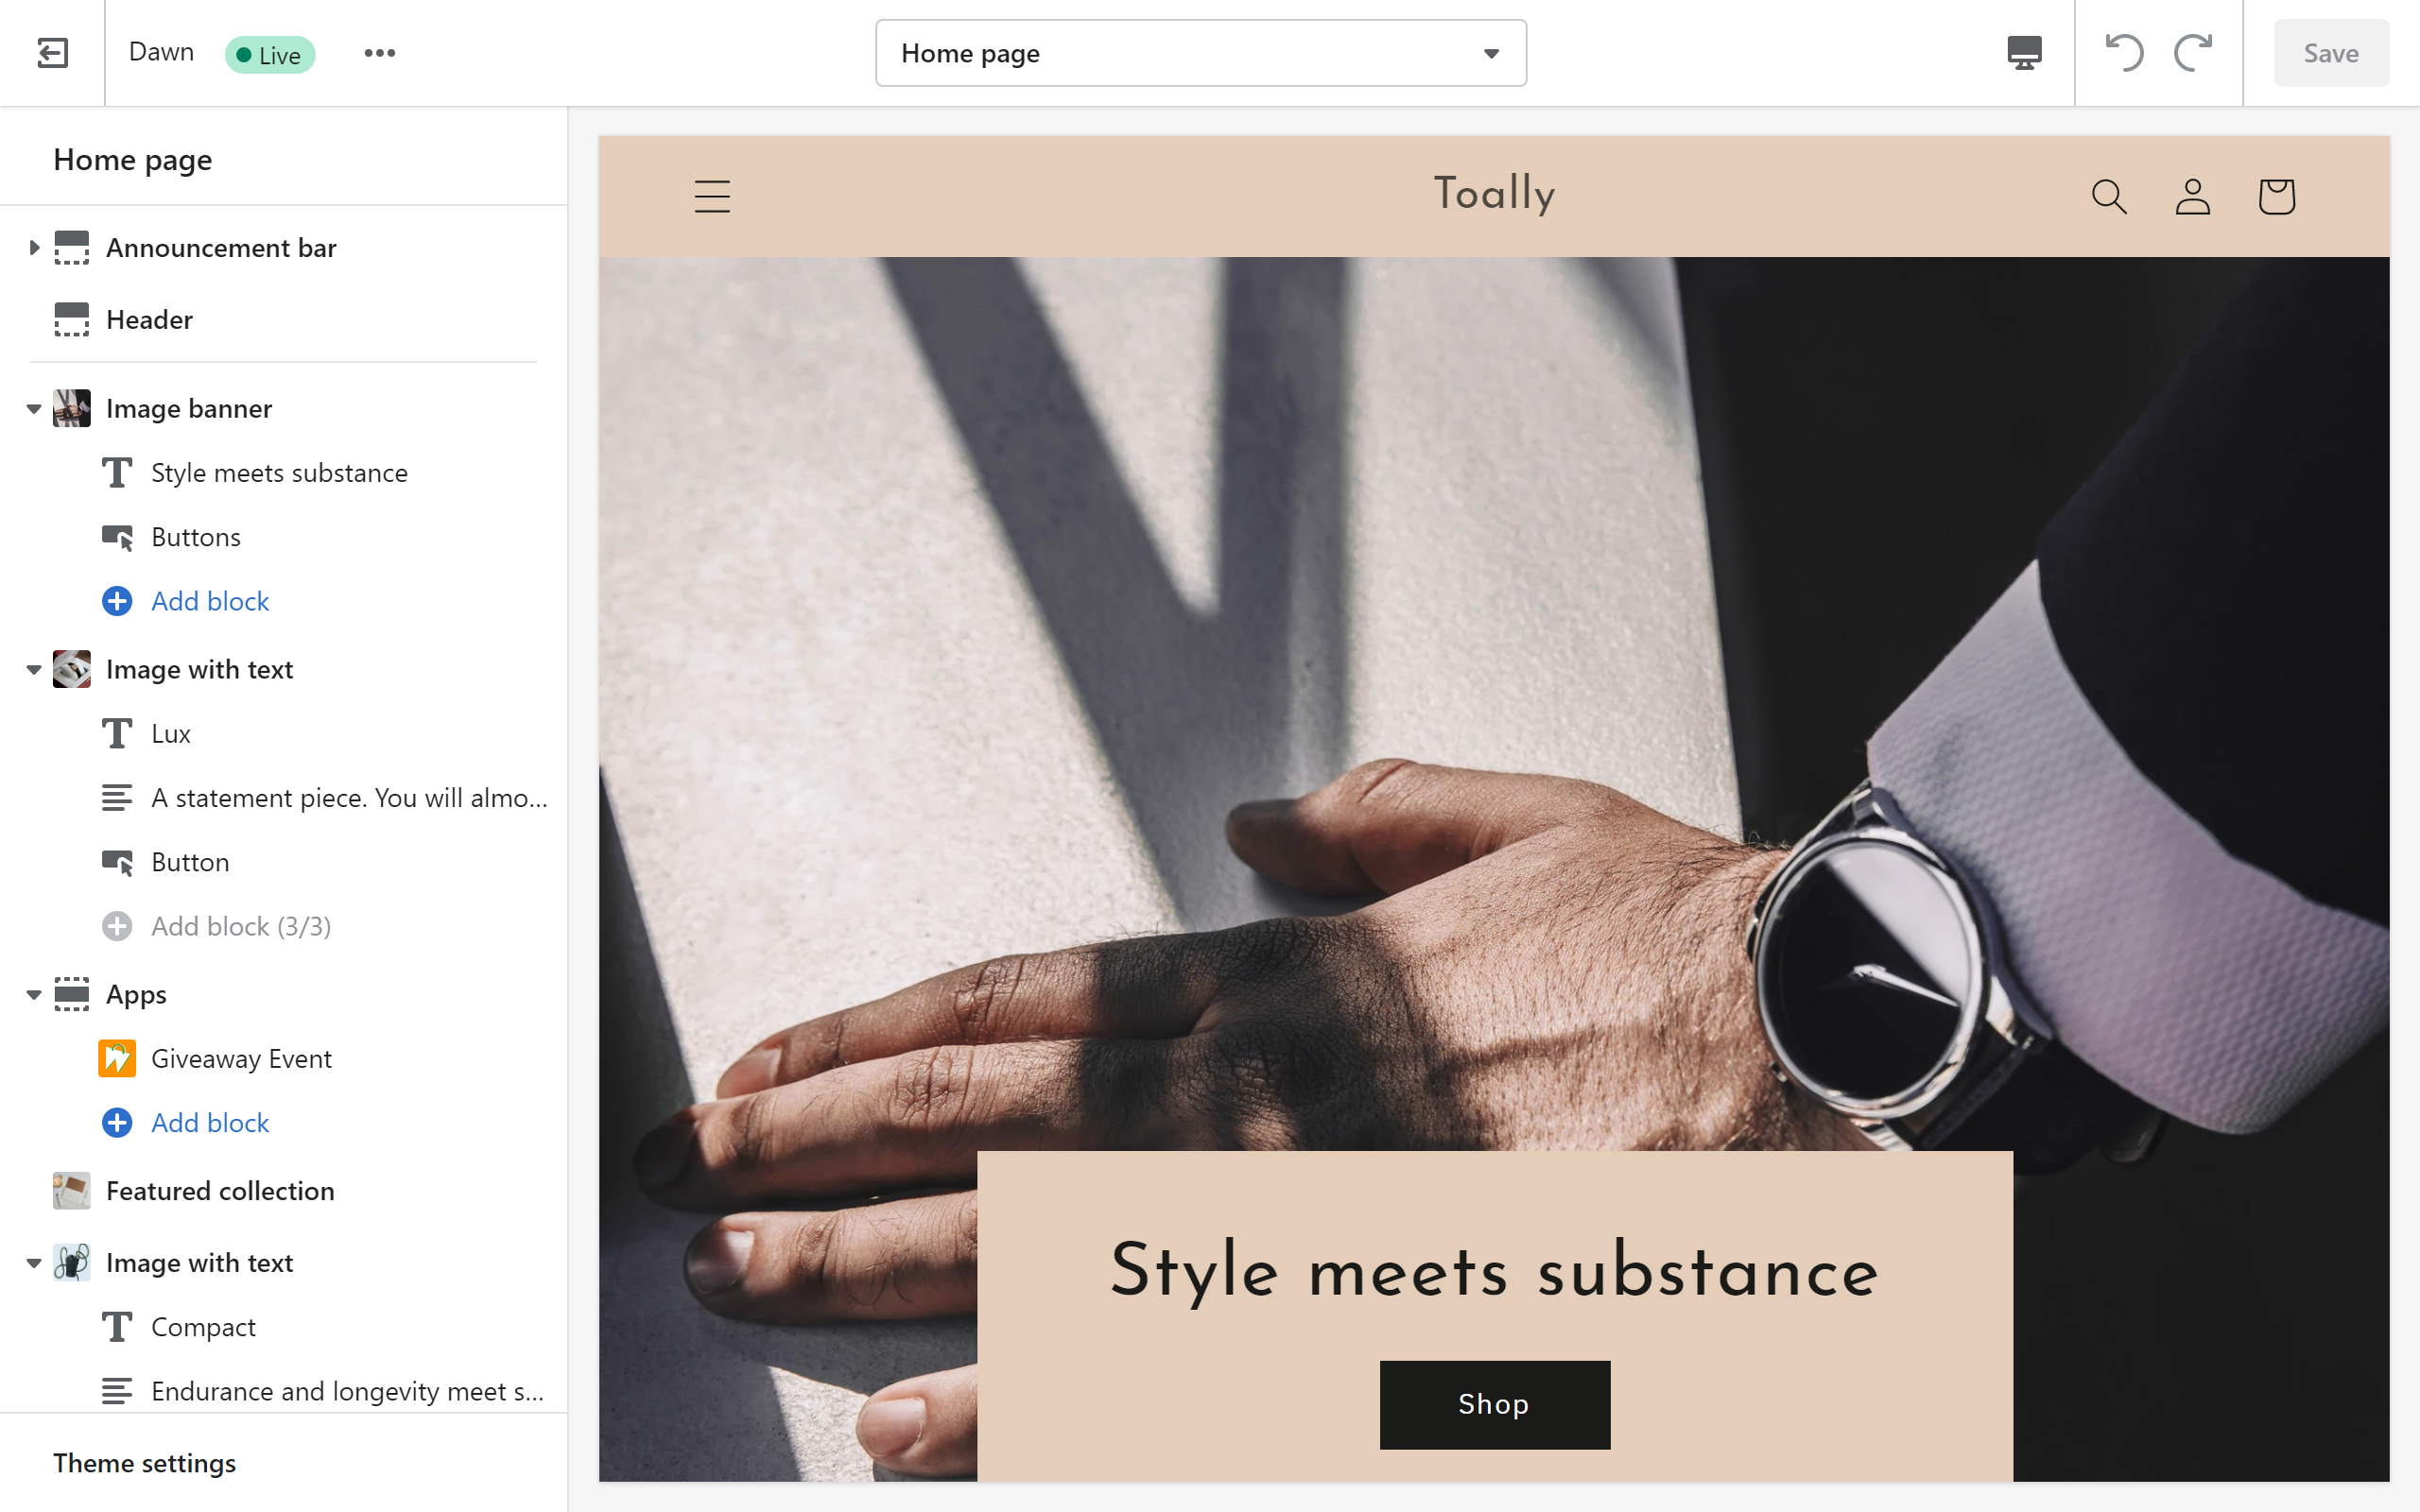 Dawn
Live
Home page
Save
Home page
Announcement bar
Header
Image banner
Style meets substance
Buttons
Add block
Image with text
Lux
A statement piece. You will almo...
Button
Add block (3/3)
Apps
Giveaway Event
Add block
Featured collection
Image with text
Compact
Endurance and longevity meet s...
Theme settings
Toally
Style meets substance
Shop